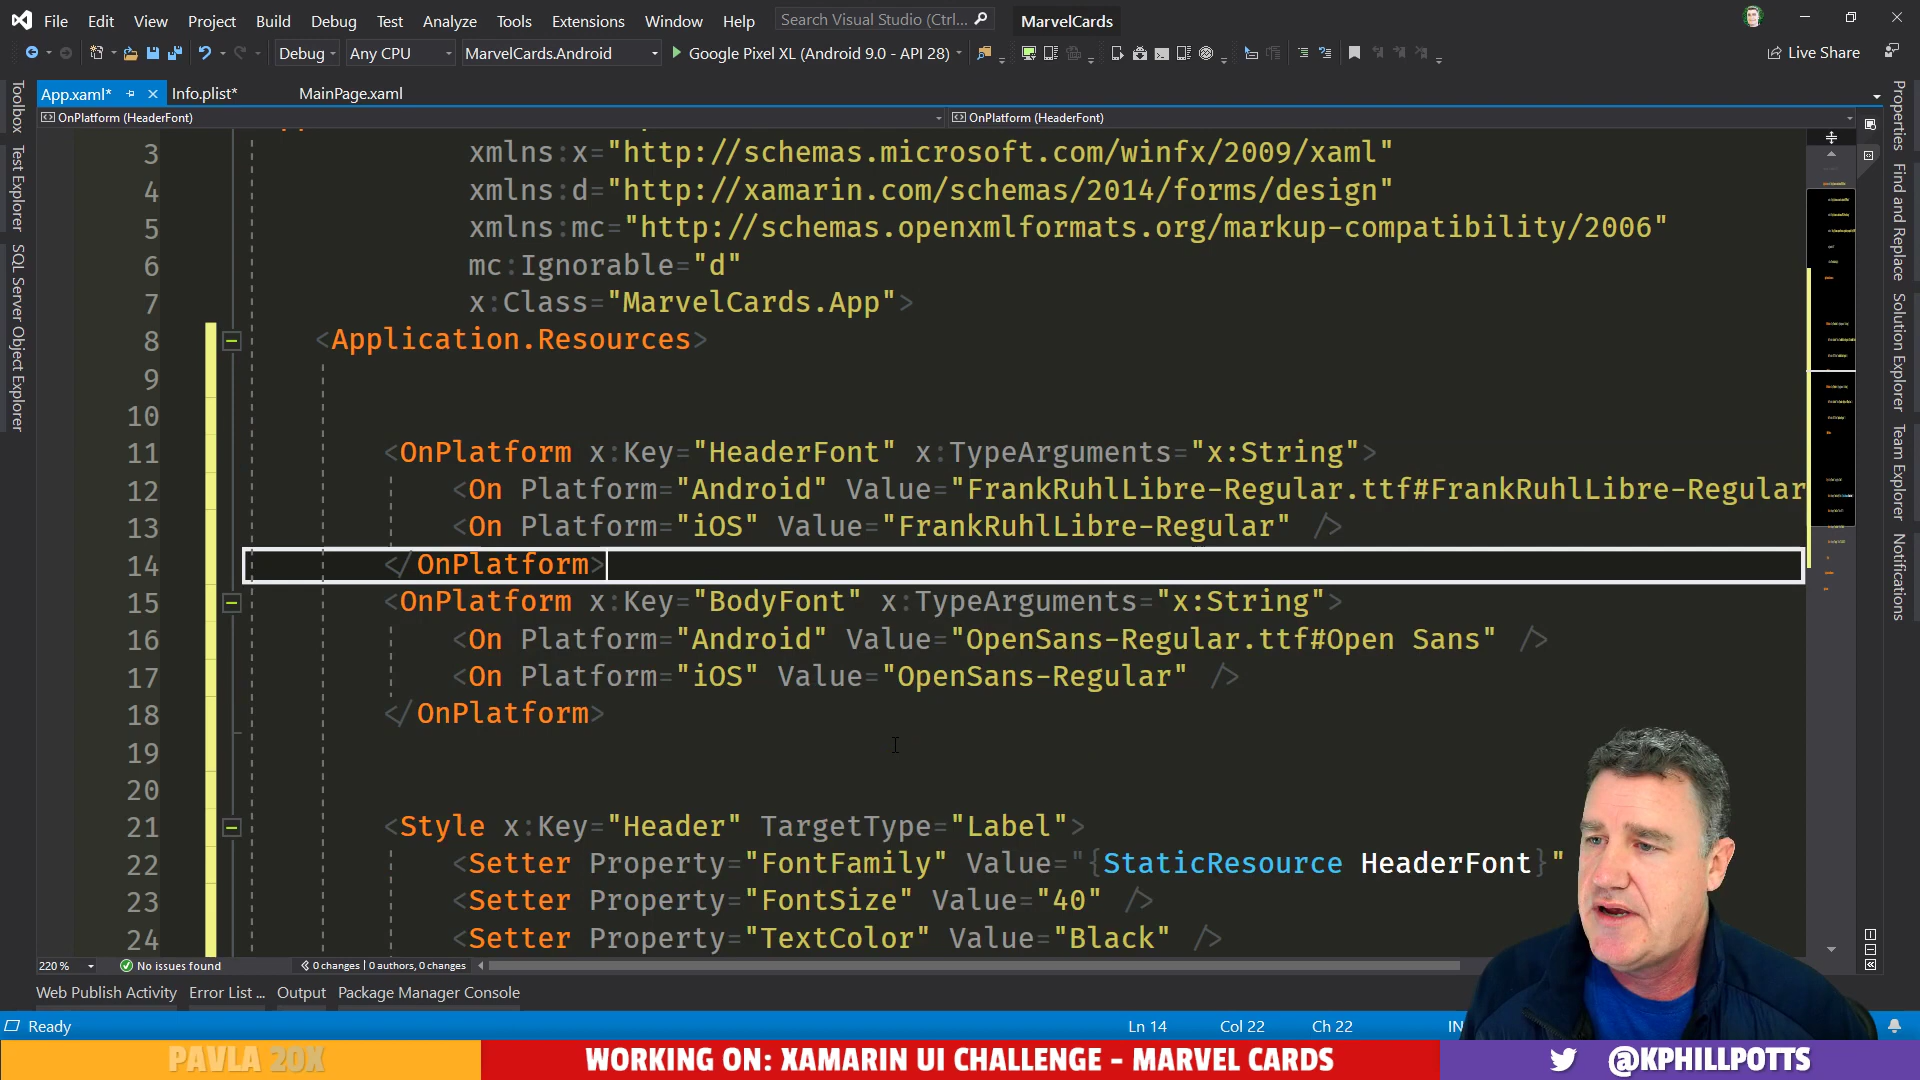 File Edit View Project Build Debug Test Analyze Tools Extensions Window Help Search Visual Studio (Ctrl... MarvelCards
Debug Any CPU MarvelCards.Android Google Pixel XL (Android 9.0 - API 28) Live Share
App.xaml* Info.plist* MainPage.xaml
OnPlatform (HeaderFont) OnPlatform (HeaderFont)
Toolbox
Test Explorer
SQL Server Object Explorer
3 xmlns:x="http://schemas.microsoft.com/winfx/2009/xaml"
4 xmlns:d="http://xamarin.com/schemas/2014/forms/design"
5 xmlns:mc="http://schemas.openxmlformats.org/markup-compatibility/2006"
6 mc:Ignorable="d"
7 x:Class="MarvelCards.App">
8 <Application.Resources>
9
10
11 <OnPlatform x:Key="HeaderFont" x:TypeArguments="x:String">
12 <On Platform="Android" Value="FrankRuhlLibre-Regular.ttf#FrankRuhlLibre-Regular
13 <On Platform="iOS" Value="FrankRuhlLibre-Regular" />
14 </OnPlatform>
15 <OnPlatform x:Key="BodyFont" x:TypeArguments="x:String">
16 <On Platform="Android" Value="OpenSans-Regular.ttf#Open Sans" />
17 <On Platform="iOS" Value="OpenSans-Regular" />
18 </OnPlatform>
19
20
21 <Style x:Key="Header" TargetType="Label">
22 <Setter Property="FontFamily" Value="{StaticResource HeaderFont}"
23 <Setter Property="FontSize" Value="40" />
24 <Setter Property="TextColor" Value="Black" />
Properties
Find and Replace
Solution Explorer
Team Explorer
Notifications
220 % No issues found 0 changes | 0 authors, 0 changes
Web Publish Activity Error List ... Output Package Manager Console
Ready Ln 14 Col 22 Ch 22 IN
PAVLA 20X WORKING ON: XAMARIN UI CHALLENGE - MARVEL CARDS @KPHILLPOTTS